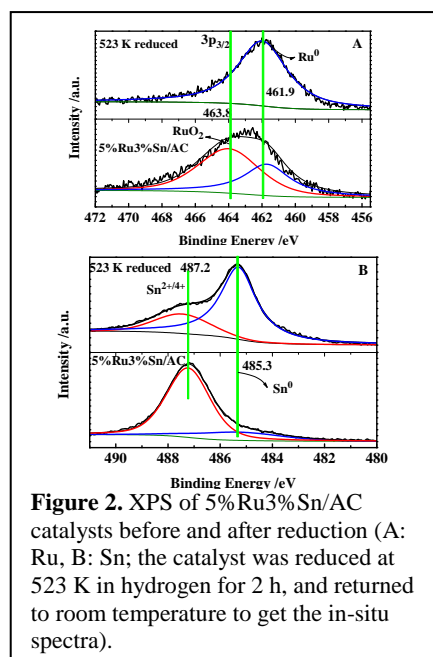 523 K reduced
3p3/2
A
Ru0
461.9
463.8
RuO2
5%Ru3%Sn/AC
Intensity /a.u.
472 470 468 466 464 462 460 458 456
Binding Energy /eV
523 K reduced
487.2
B
Sn2+/4+
5%Ru3%Sn/AC
485.3
Sn0
Intensity /a.u.
490 488 486 484 482 480
Binding Energy /eV
Figure 2. XPS of 5%Ru3%Sn/AC
catalysts before and after reduction (A:
Ru, B: Sn; the catalyst was reduced at
523 K in hydrogen for 2 h, and returned
to room temperature to get the in-situ
spectra).